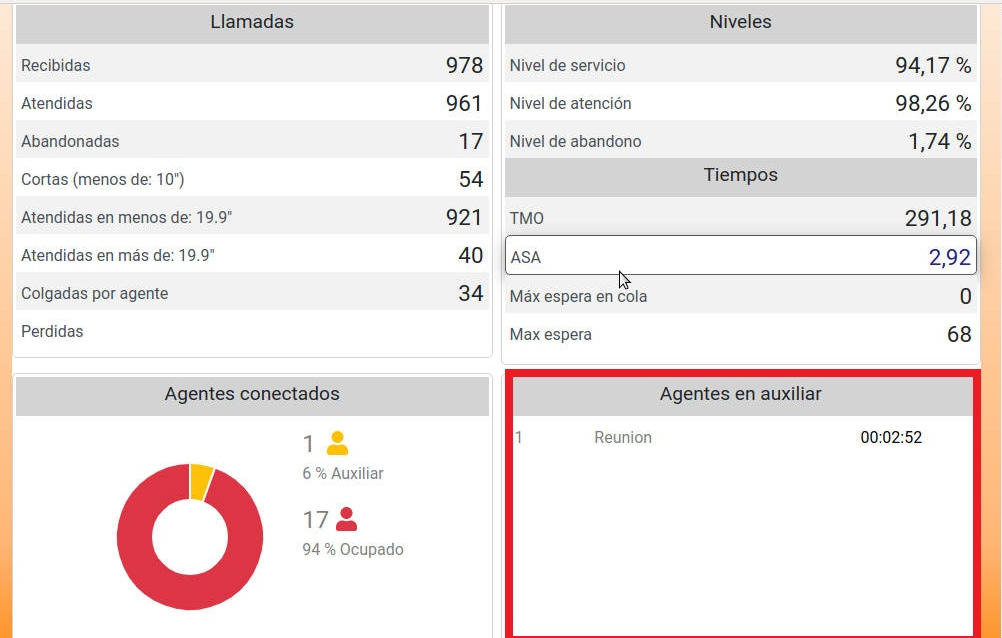 Llamadas
Recibidas 978
Atendidas 961
Abandonadas 17
Cortas (menos de: 10") 54
Atendidas en menos de: 19.9" 921
Atendidas en más de: 19.9" 40
Colgadas por agente 34
Perdidas
Niveles
Nivel de servicio 94,17 %
Nivel de atención 98,26 %
Nivel de abandono 1,74 %
Tiempos
TMO 291,18
ASA 2,92
Máx espera en cola 0
Max espera 68
Agentes conectados
1
6 % Auxiliar
17
94 % Ocupado
Agentes en auxiliar
1 Reunion 00:02:52